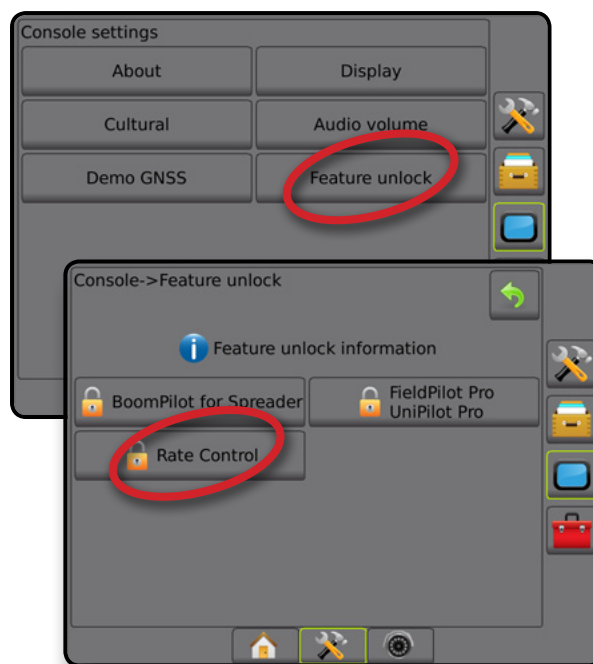 Console settings
About
Display
Cultural
Audio volume
Demo GNSS
Feature unlock
Console->Feature unlock
Feature unlock information
BoomPilot for Spreader
FieldPilot Pro
UniPilot Pro
Rate Control